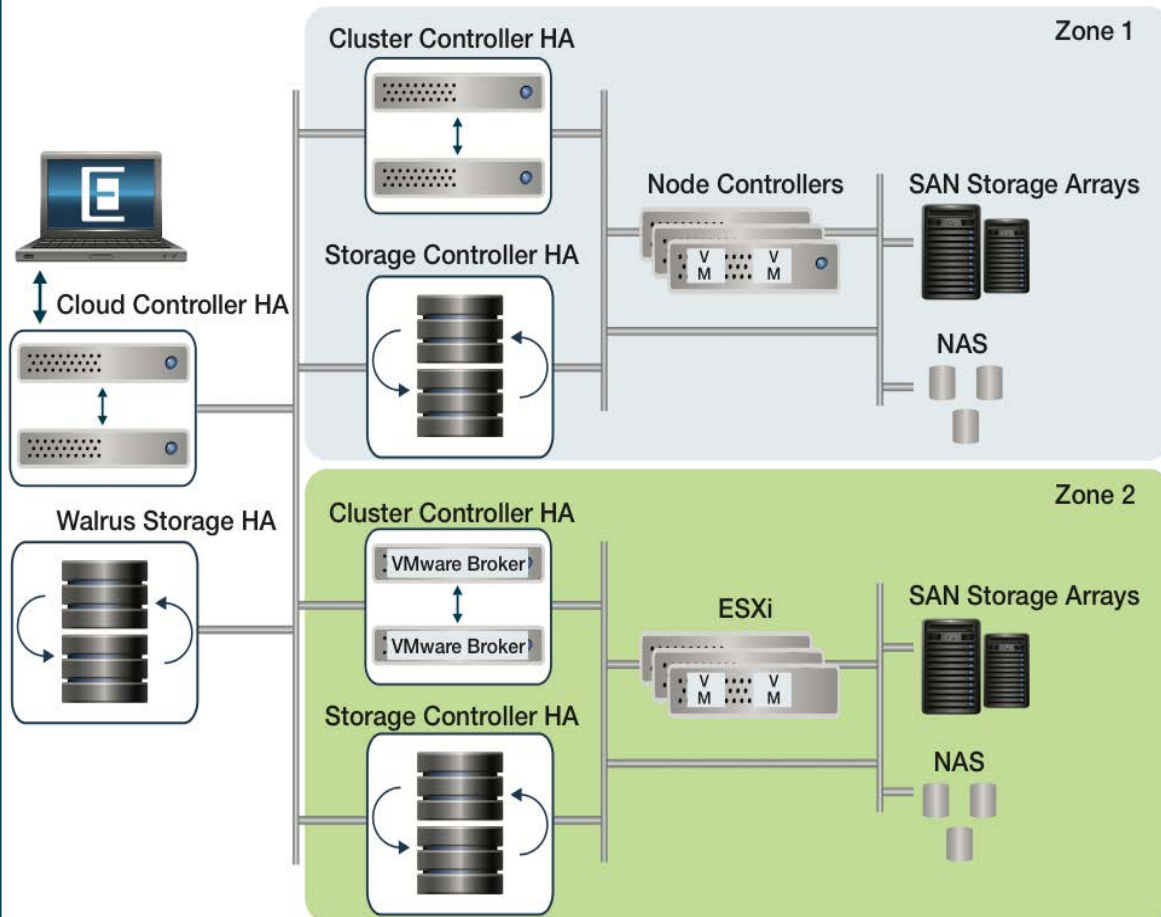 Zone 1
Cluster Controller HA
Node Controllers
SAN Storage Arrays
V V
M M
Storage Controller HA
Cloud Controller HA
NAS
Zone 2
Walrus Storage HA
Cluster Controller HA
VMware Broker
VMware Broker
ESXi
SAN Storage Arrays
V V
M M
Storage Controller HA
NAS